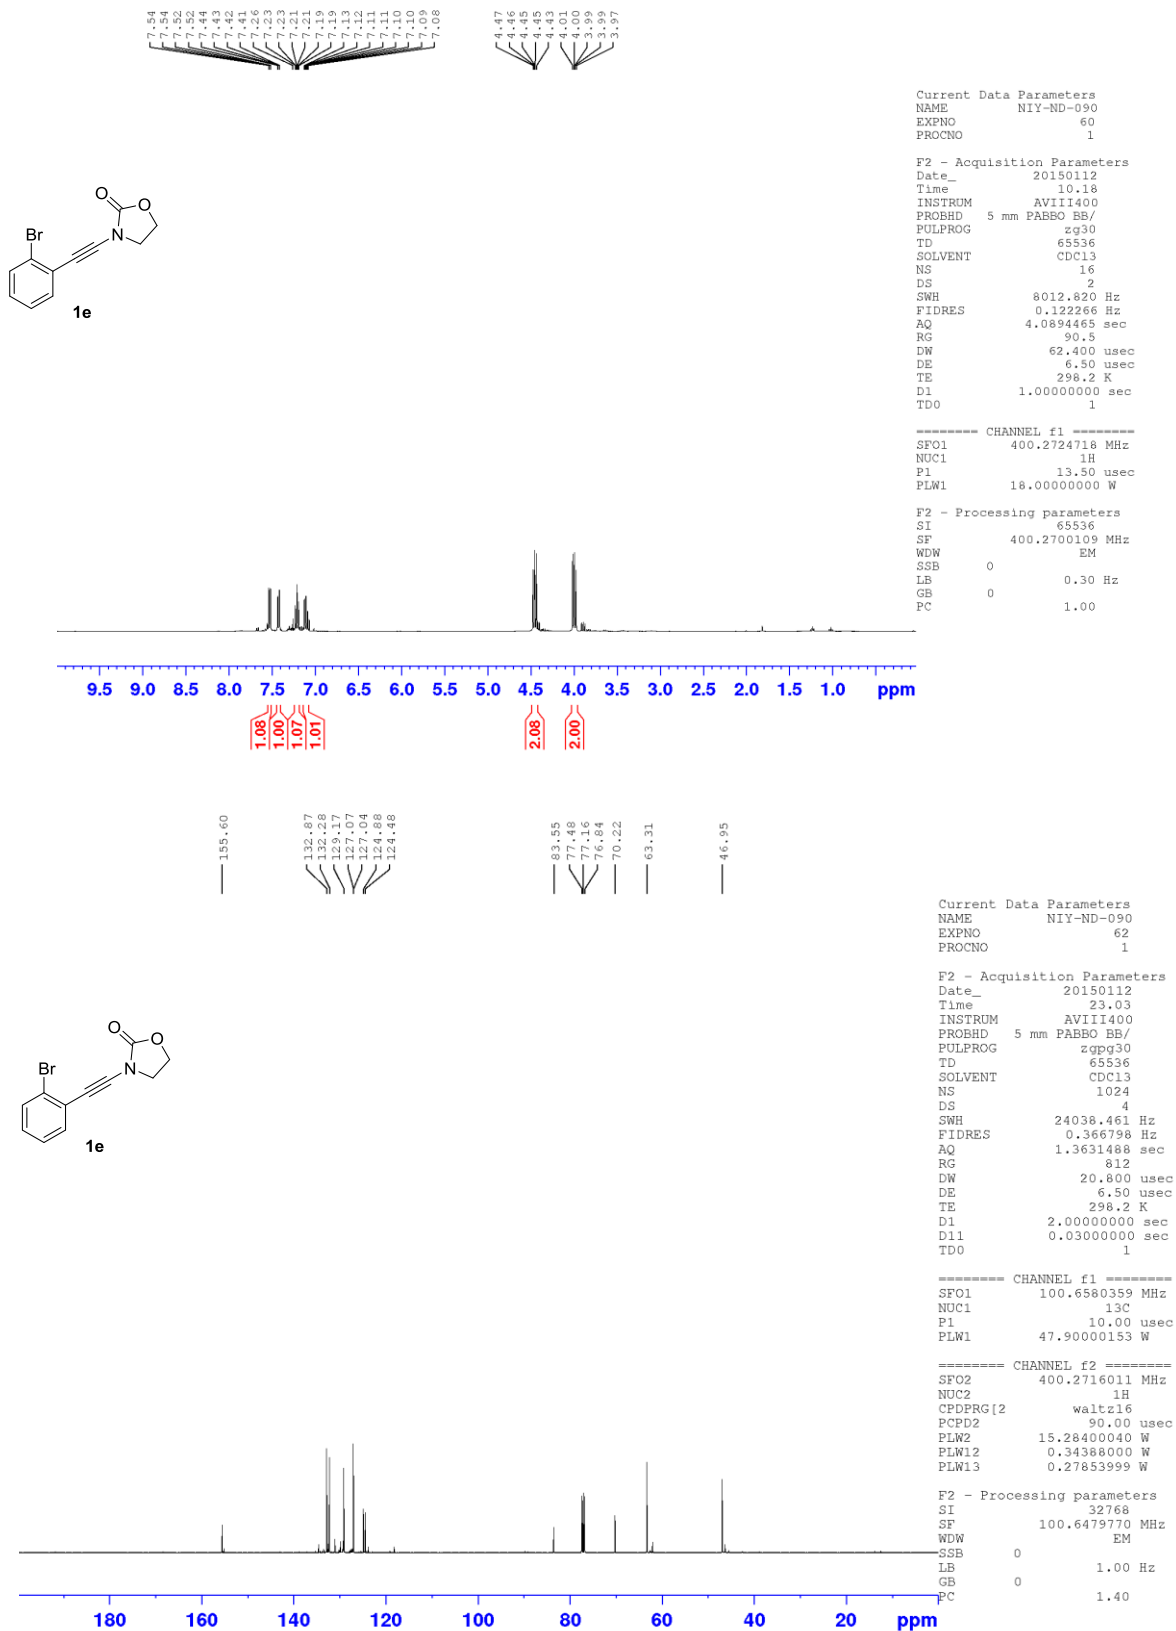 7.54
7.54
7.52
7.52
7.44
7.43
7.42
7.41
7.26
7.23
7.23
7.21
7.21
7.19
7.19
7.13
7.12
7.11
7.11
7.10
7.10
7.09
7.08
4.47
4.46
4.45
4.45
4.43
4.01
4.00
3.99
3.99
3.97
O
O
N
Br
1e
Current Data Parameters
NAME NIY-ND-090
EXPNO 60
PROCNO 1
F2 - Acquisition Parameters
Date_ 20150112
Time 10.18
INSTRUM AVIII400
PROBHD 5 mm PABBO BB/
PULPROG zg30
TD 65536
SOLVENT CDCl3
NS 16
DS 2
SWH 8012.820 Hz
FIDRES 0.122266 Hz
AQ 4.0894465 sec
RG 90.5
DW 62.400 usec
DE 6.50 usec
TE 298.2 K
D1 1.00000000 sec
TD0 1
======== CHANNEL f1 ========
SFO1 400.2724718 MHz
NUC1 1H
P1 13.50 usec
PLW1 18.00000000 W
F2 - Processing parameters
SI 65536
SF 400.2700109 MHz
WDW EM
SSB 0
LB 0.30 Hz
GB 0
PC 1.00
9.5 9.0 8.5 8.0 7.5 7.0 6.5 6.0 5.5 5.0 4.5 4.0 3.5 3.0 2.5 2.0 1.5 1.0 ppm
1.08
1.00
1.07
1.01
2.08
2.00
155.60
132.87
132.28
129.17
127.07
127.04
124.88
124.48
83.55
77.48
77.16
76.84
70.22
63.31
46.95
O
O
N
Br
1e
Current Data Parameters
NAME NIY-ND-090
EXPNO 62
PROCNO 1
F2 - Acquisition Parameters
Date_ 20150112
Time 23.03
INSTRUM AVIII400
PROBHD 5 mm PABBO BB/
PULPROG zgpg30
TD 65536
SOLVENT CDCl3
NS 1024
DS 4
SWH 24038.461 Hz
FIDRES 0.366798 Hz
AQ 1.3631488 sec
RG 812
DW 20.800 usec
DE 6.50 usec
TE 298.2 K
D1 2.00000000 sec
D11 0.03000000 sec
TD0 1
======== CHANNEL f1 ========
SFO1 100.6580359 MHz
NUC1 13C
P1 10.00 usec
PLW1 47.90000153 W
======== CHANNEL f2 ========
SFO2 400.2716011 MHz
NUC2 1H
CPDPRG[2 waltz16
PCPD2 90.00 usec
PLW2 15.28400040 W
PLW12 0.34388000 W
PLW13 0.27853999 W
F2 - Processing parameters
SI 32768
SF 100.6479770 MHz
WDW EM
SSB 0
LB 1.00 Hz
GB 0
PC 1.40
180 160 140 120 100 80 60 40 20 ppm